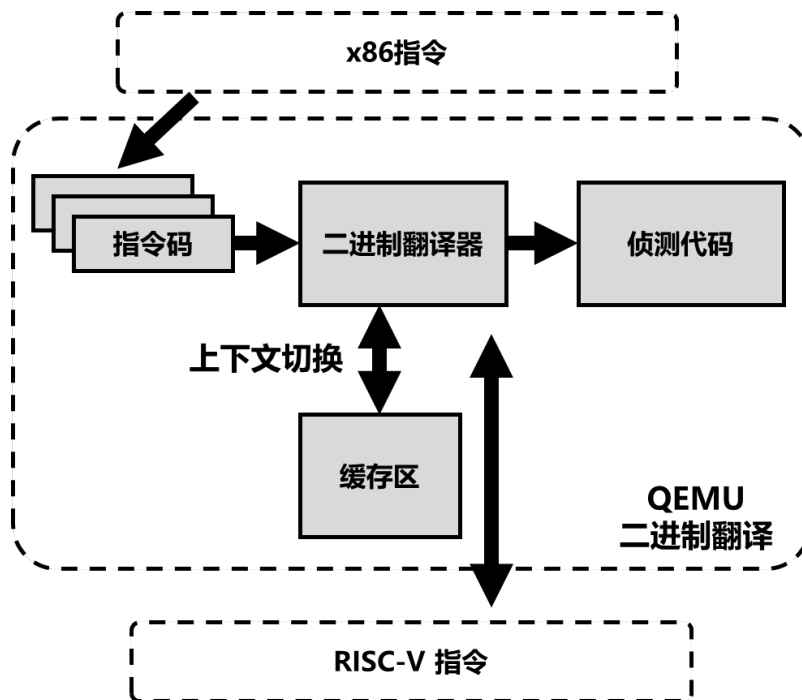 x86指令
指令码
二进制翻译器
侦测代码
上下文切换
缓存区
QEMU
二进制翻译
RISC-V 指令